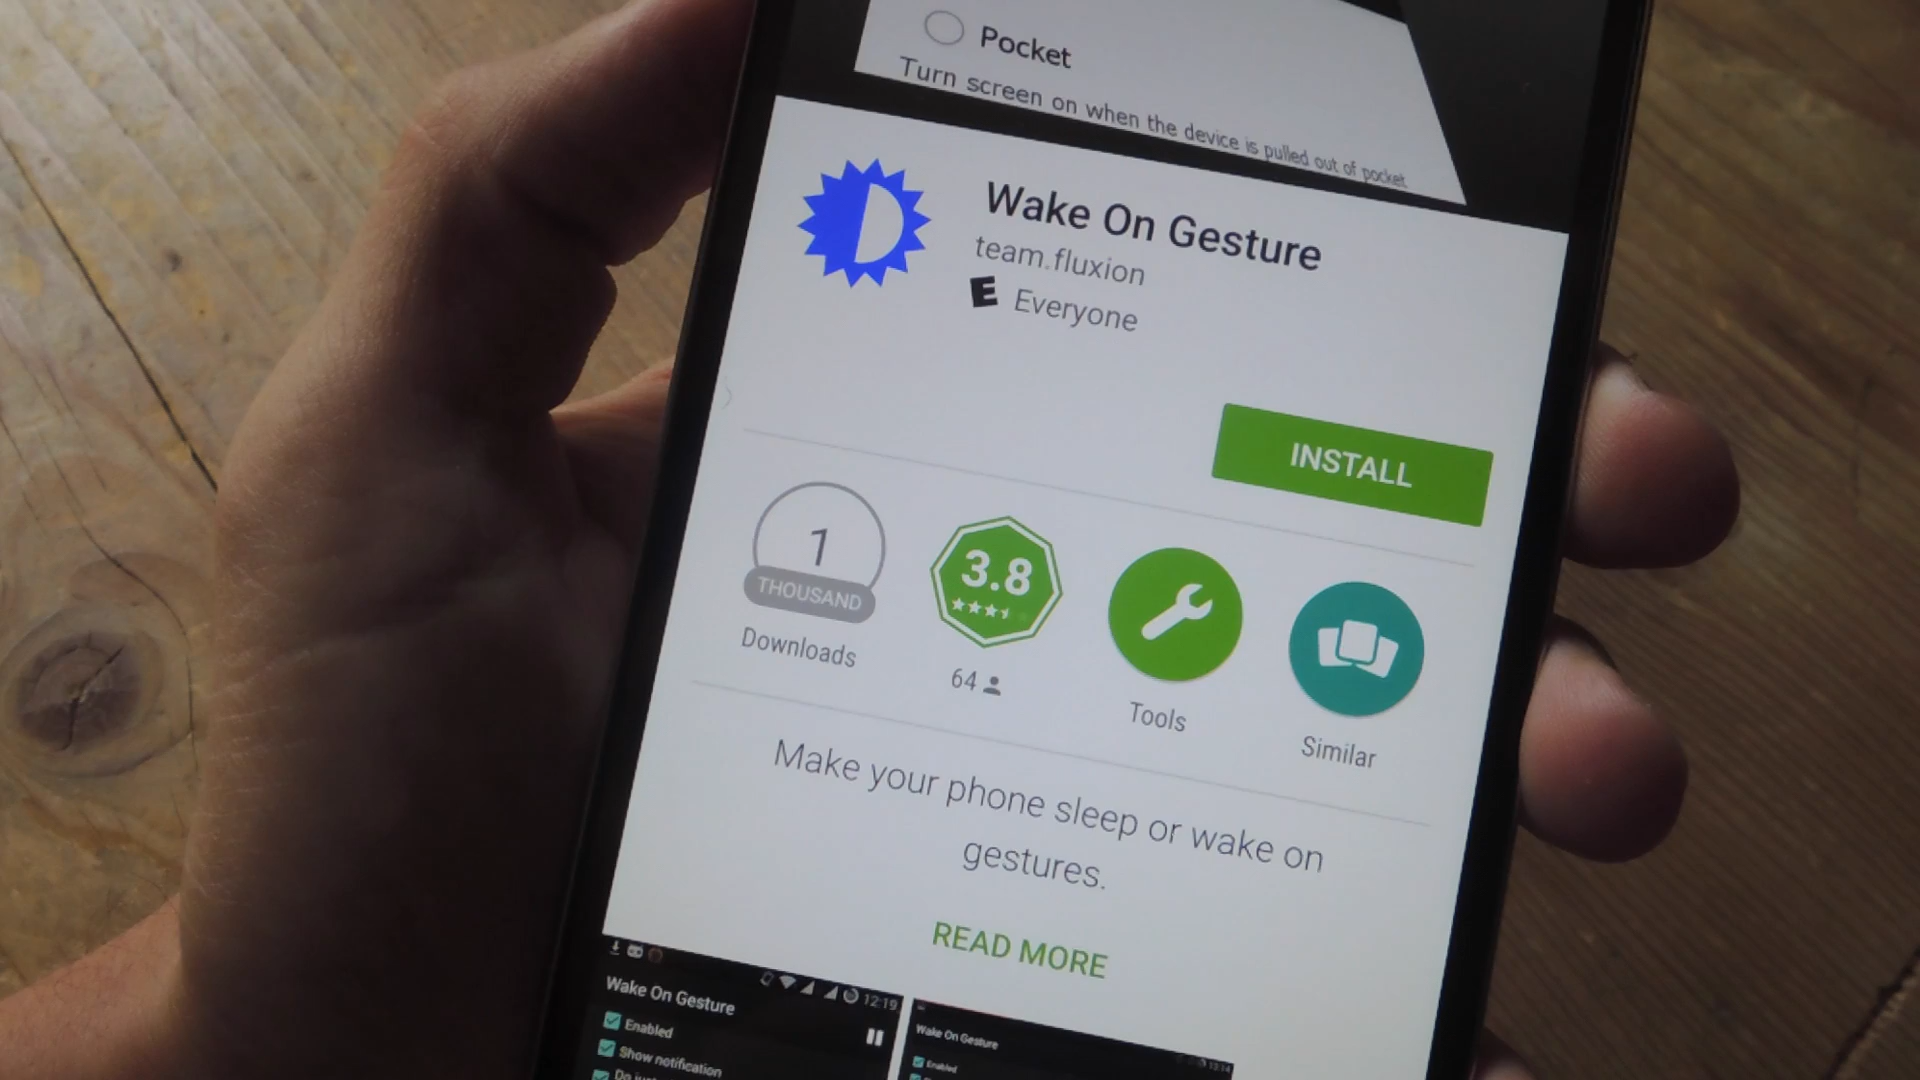 Pocket
Turn screen on when the device is pulled out of pocket
Wake On Gesture
team.fluxion
E Everyone
INSTALL
1
THOUSAND
Downloads
3.8
64
Tools
Similar
Make your phone sleep or wake on
gestures.
READ MORE
12:19
Wake On Gesture
Enabled
Show notification
Wake On Gesture
Enabled